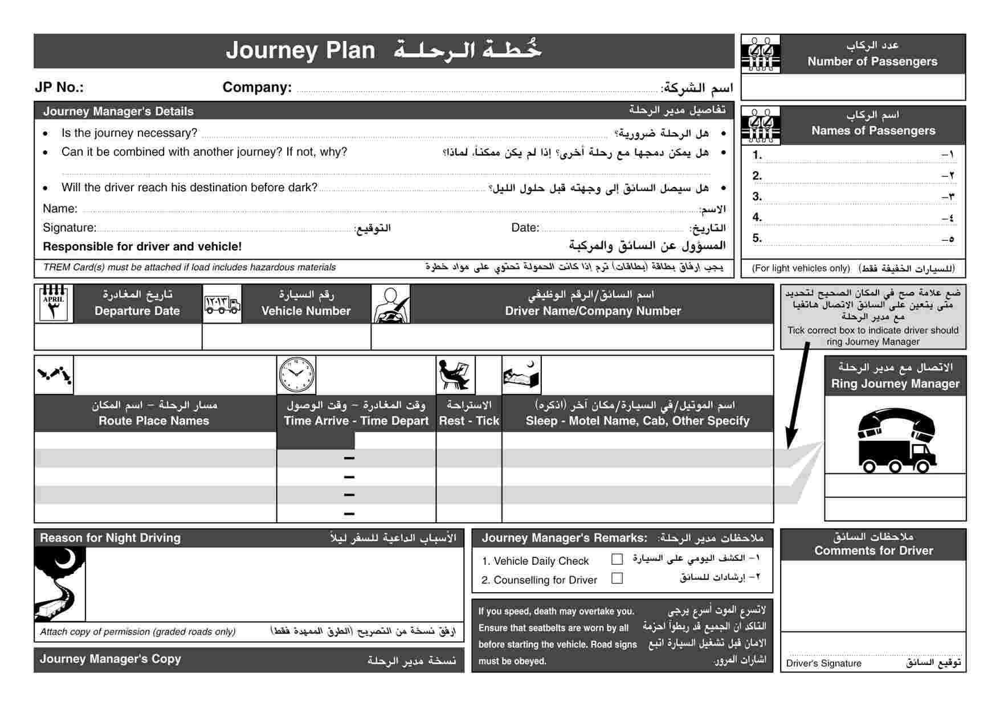 Journey Plan خُطـة الـرحلـة
عدد الركاب
Number of Passengers
JP No.:
Company: اسم الشركة:
Journey Manager's Details تفاصيل مدير الرحلة
• Is the journey necessary? هل الرحلة ضرورية؟ •
• Can it be combined with another journey? If not, why? هل يمكن دمجها مع رحلة أخرى؟ إذا لم يكن ممكناً، لماذا؟ •
• Will the driver reach his destination before dark? هل سيصل السائق إلى وجهته قبل حلول الليل؟ •
Name: الاسم:
Signature: التوقيع: Date: التاريخ:
Responsible for driver and vehicle! المسؤول عن السائق والمركبة
TREM Card(s) must be attached if load includes hazardous materials يجب إرفاق بطاقة (بطاقات) ترم إذا كانت الحمولة تحتوي على مواد خطرة
اسم الركاب
Names of Passengers
1. ١–
2. ٢–
3. ٣–
4. ٤–
5. ٥–
(For light vehicles only) (للسيارات الخفيفة فقط)
APRIL
٣
تاريخ المغادرة
Departure Date
١٢٠١٣
رقم السيارة
Vehicle Number
اسم السائق/الرقم الوظيفي
Driver Name/Company Number
ضع علامة صح في المكان الصحيح لتحديد
متى يتعين على السائق الاتصال هاتفيا
مع مدير الرحلة
Tick correct box to indicate driver should
ring Journey Manager
12 1 2 3 4 5 6 7 8 9 10 11
مسار الرحلة – اسم المكان
Route Place Names
وقت المغادرة – وقت الوصول
Time Arrive - Time Depart
الاستراحة
Rest - Tick
اسم الموتيل/في السيارة/مكان آخر (اذكره)
Sleep - Motel Name, Cab, Other Specify
–
–
–
–
الاتصال مع مدير الرحلة
Ring Journey Manager
Reason for Night Driving الأسباب الداعية للسفر ليلاً
Attach copy of permission (graded roads only) ارفق نسخة من التصريح (الطرق الممهدة فقط)
Journey Manager's Copy نسخة مدير الرحلة
Journey Manager's Remarks: ملاحظات مدير الرحلة:
1. Vehicle Daily Check ١– الكشف اليومي على السيارة
2. Counselling for Driver ٢– إرشادات للسائق
If you speed, death may overtake you. لاتسرع الموت أسرع يرجى
Ensure that seatbelts are worn by all التاكد ان الجميع قد ربطوآ احزمة
before starting the vehicle. Road signs الامان قبل تشغيل السيارة اتبع
must be obeyed. اشارات المرور.
ملاحظات السائق
Comments for Driver
Driver's Signature توقيع السائق